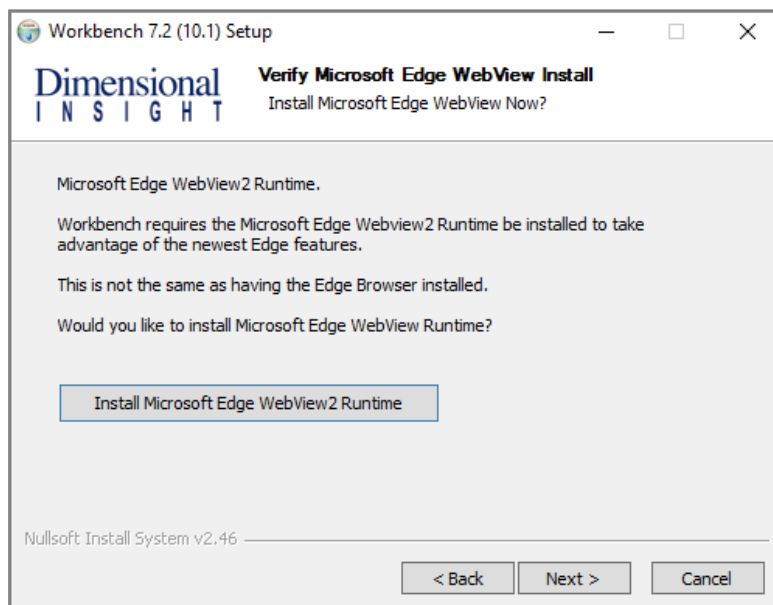 Workbench 7.2 (10.1) Setup
Dimensional
INSIGHT
Verify Microsoft Edge WebView Install
Install Microsoft Edge WebView Now?
Microsoft Edge WebView2 Runtime.
Workbench requires the Microsoft Edge Webview2 Runtime be installed to take
advantage of the newest Edge features.
This is not the same as having the Edge Browser installed.
Would you like to install Microsoft Edge WebView Runtime?
Install Microsoft Edge WebView2 Runtime
Nullsoft Install System v2.46
< Back Next > Cancel